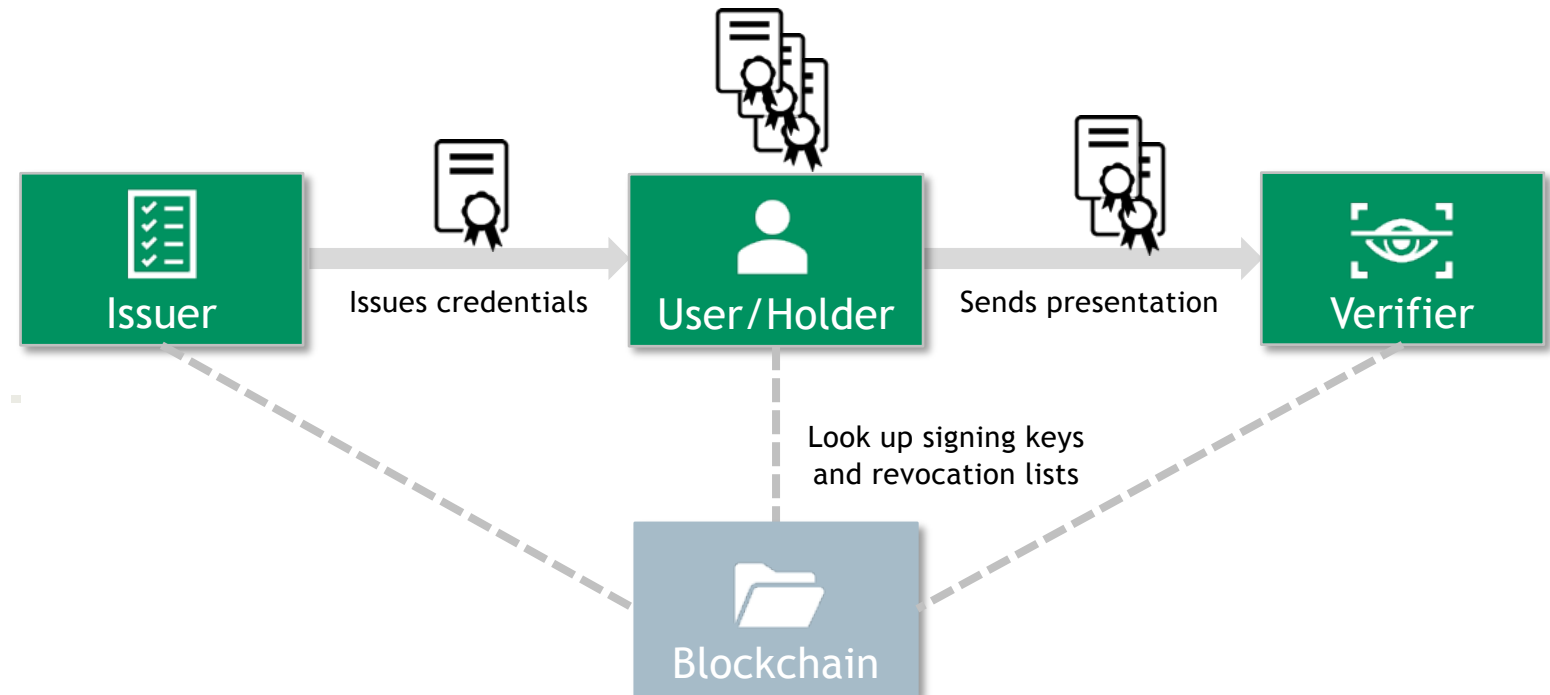 Issuer
Issues credentials
User/Holder
Sends presentation
Verifier
Look up signing keys
and revocation lists
Blockchain